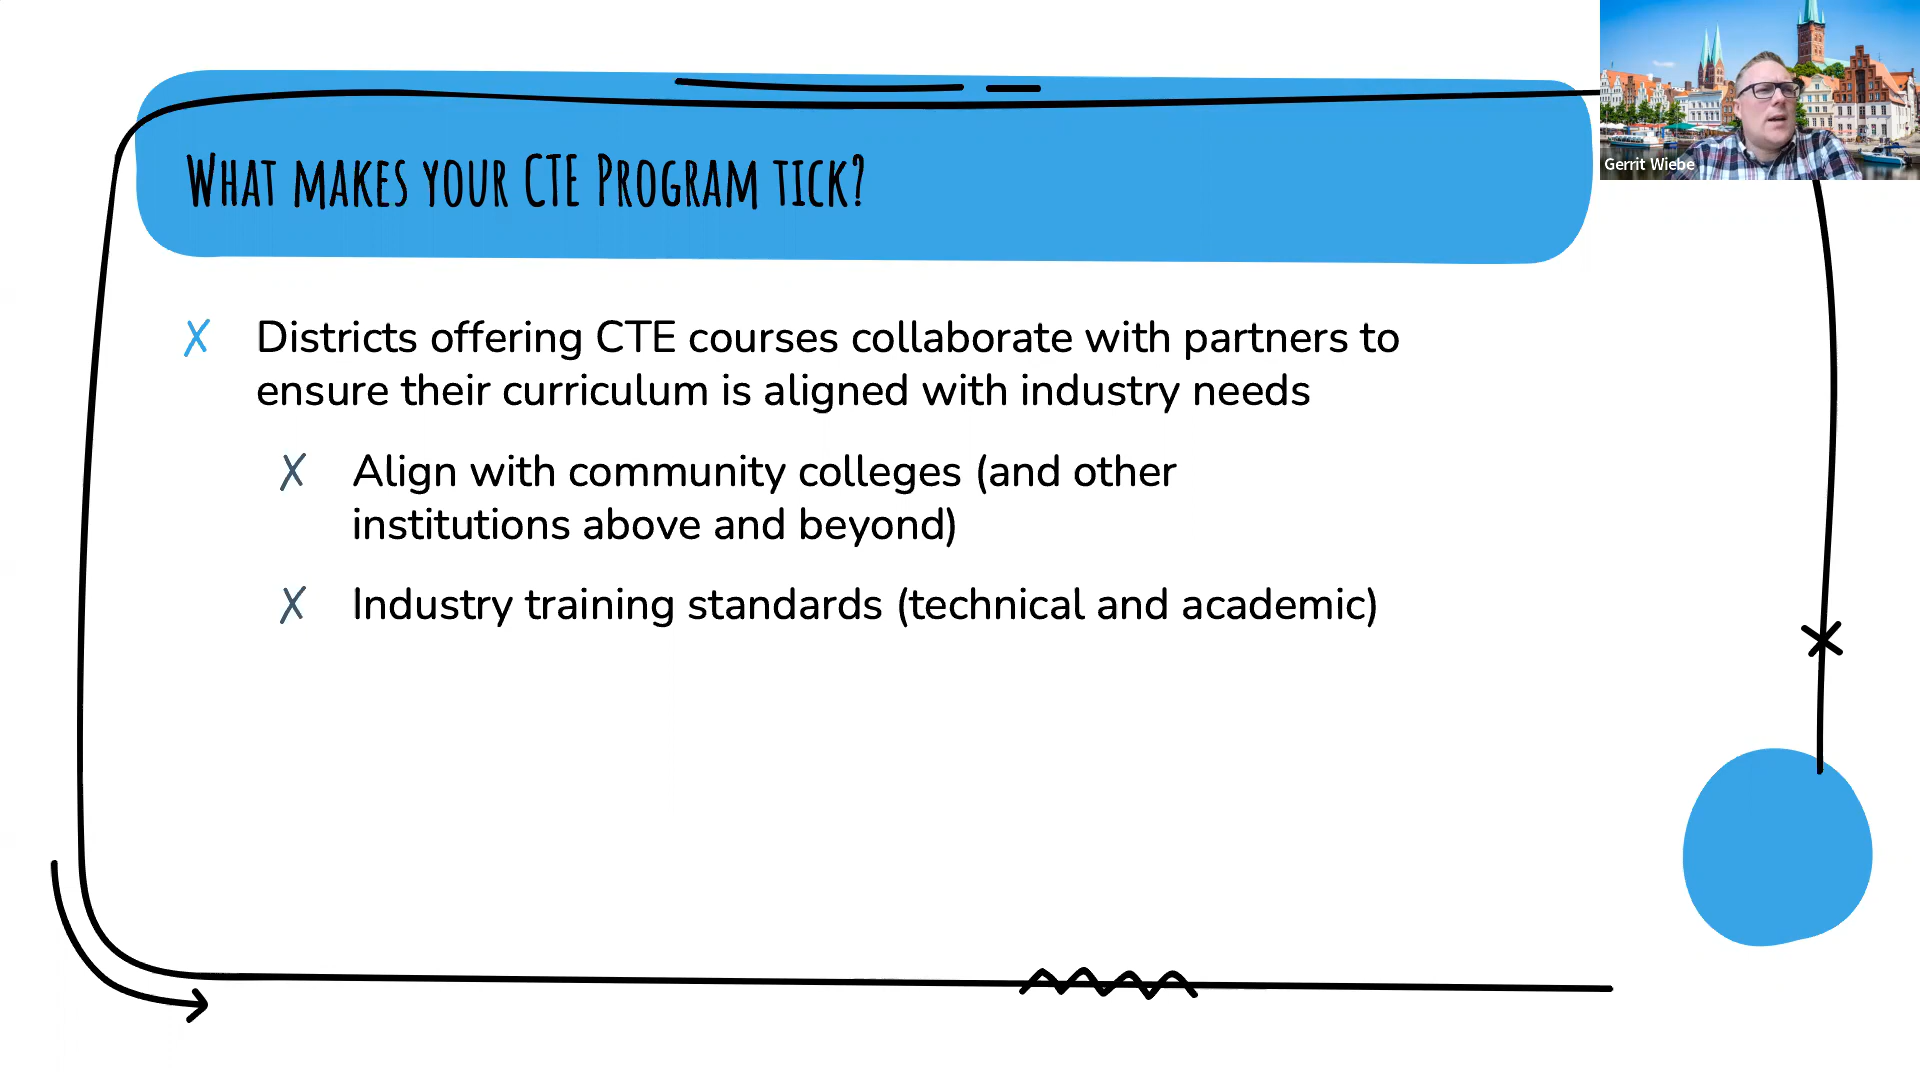 What makes your CTE Program tick?
Gerrit Wiebe
Districts offering CTE courses collaborate with partners to
ensure their curriculum is aligned with industry needs
Align with community colleges (and other
institutions above and beyond)
Industry training standards (technical and academic)